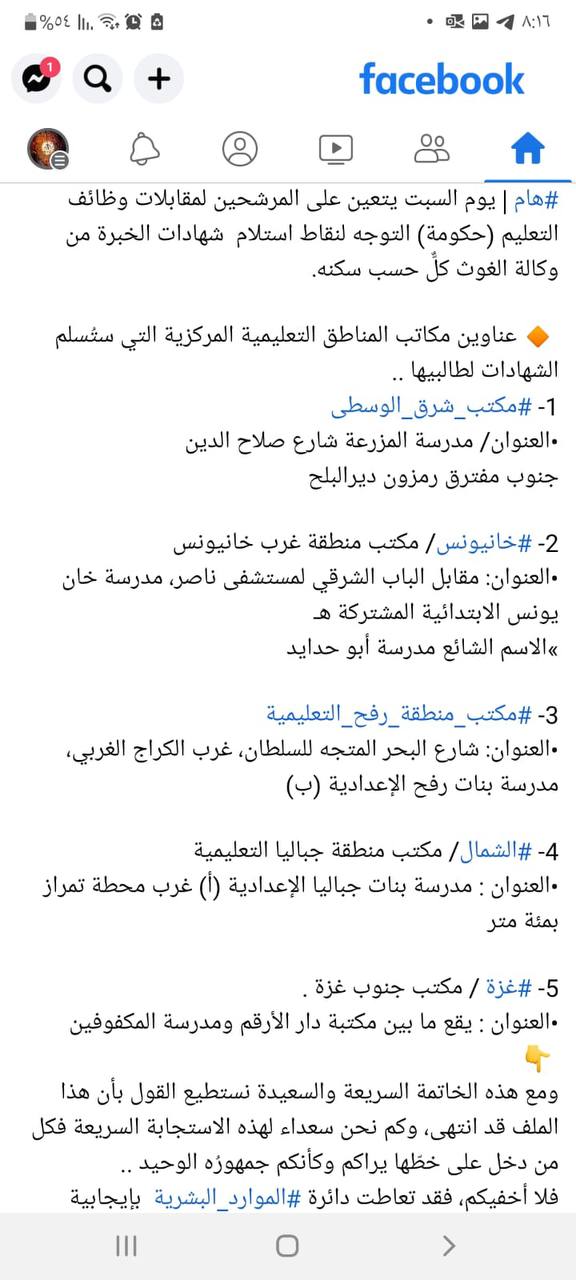 ٨:١٦
%٥٤
facebook
1
#هام | يوم السبت يتعين على المرشحين لمقابلات وظائف
التعليم (حكومة) التوجه لنقاط استلام  شهادات الخبرة من
وكالة الغوث كلٌّ حسب سكنه.
🔶 عناوين مكاتب المناطق التعليمية المركزية التي ستُسلم
الشهادات لطالبيها ..
1- #مكتب_شرق_الوسطى
•العنوان/ مدرسة المزرعة شارع صلاح الدين
جنوب مفترق رمزون ديرالبلح
2- #خانيونس/ مكتب منطقة غرب خانيونس
•العنوان: مقابل الباب الشرقي لمستشفى ناصر، مدرسة خان
يونس الابتدائية المشتركة هـ
»الاسم الشائع مدرسة أبو حدايد
3- #مكتب_منطقة_رفح_التعليمية
•العنوان: شارع البحر المتجه للسلطان، غرب الكراج الغربي،
مدرسة بنات رفح الإعدادية (ب)
4- #الشمال/ مكتب منطقة جباليا التعليمية
•العنوان : مدرسة بنات جباليا الإعدادية (أ) غرب محطة تمراز
بمئة متر
5- #غزة / مكتب جنوب غزة .
•العنوان : يقع ما بين مكتبة دار الأرقم ومدرسة المكفوفين
👇
ومع هذه الخاتمة السريعة والسعيدة نستطيع القول بأن هذا
الملف قد انتهى، وكم نحن سعداء لهذه الاستجابة السريعة فكل
من دخل على خطّها يراكم وكأنكم جمهورُه الوحيد ..
فلا أخفيكم، فقد تعاطت دائرة #الموارد_البشرية  بإيجابية